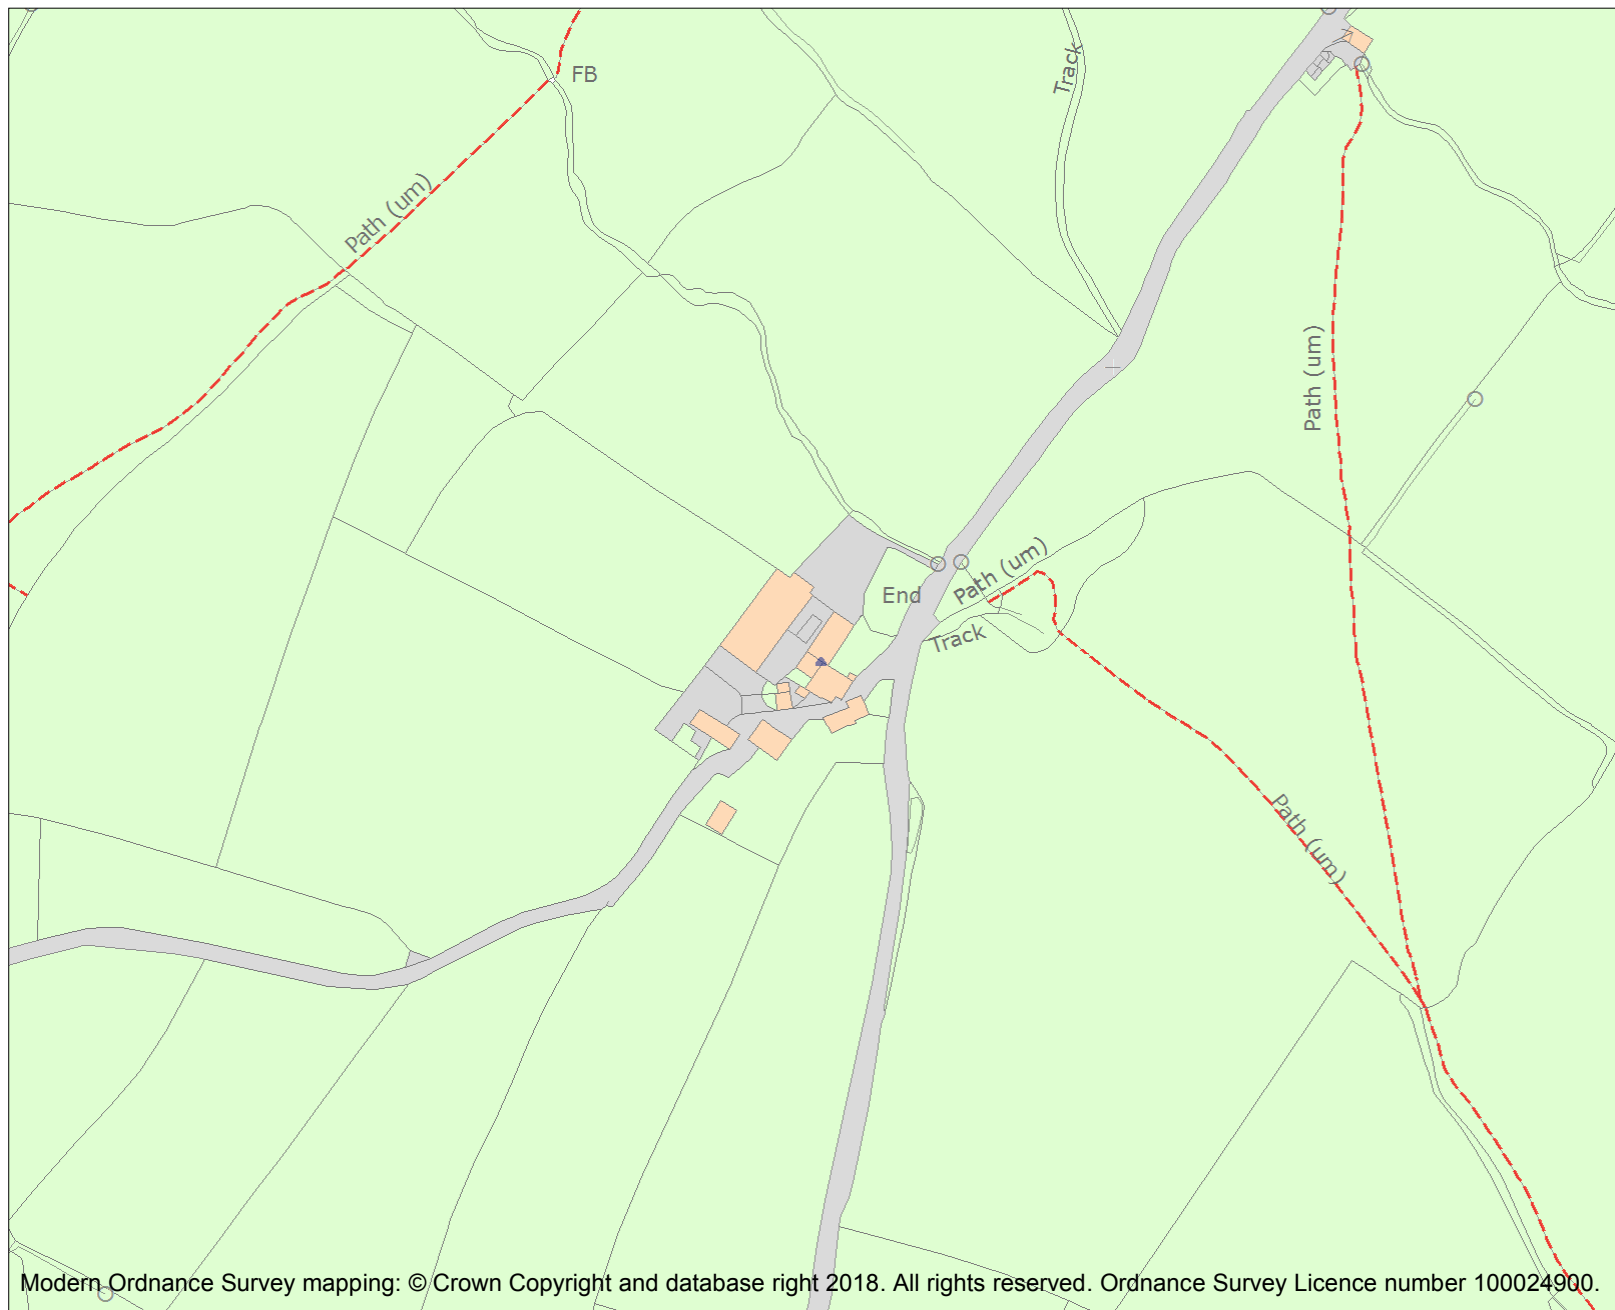 FB
Track
Path (um)
Path (um)
Path (um)
End
Track
Path (um)
Modern Ordnance Survey mapping: © Crown Copyright and database right 2018. All rights reserved. Ordnance Survey Licence number 100024900.